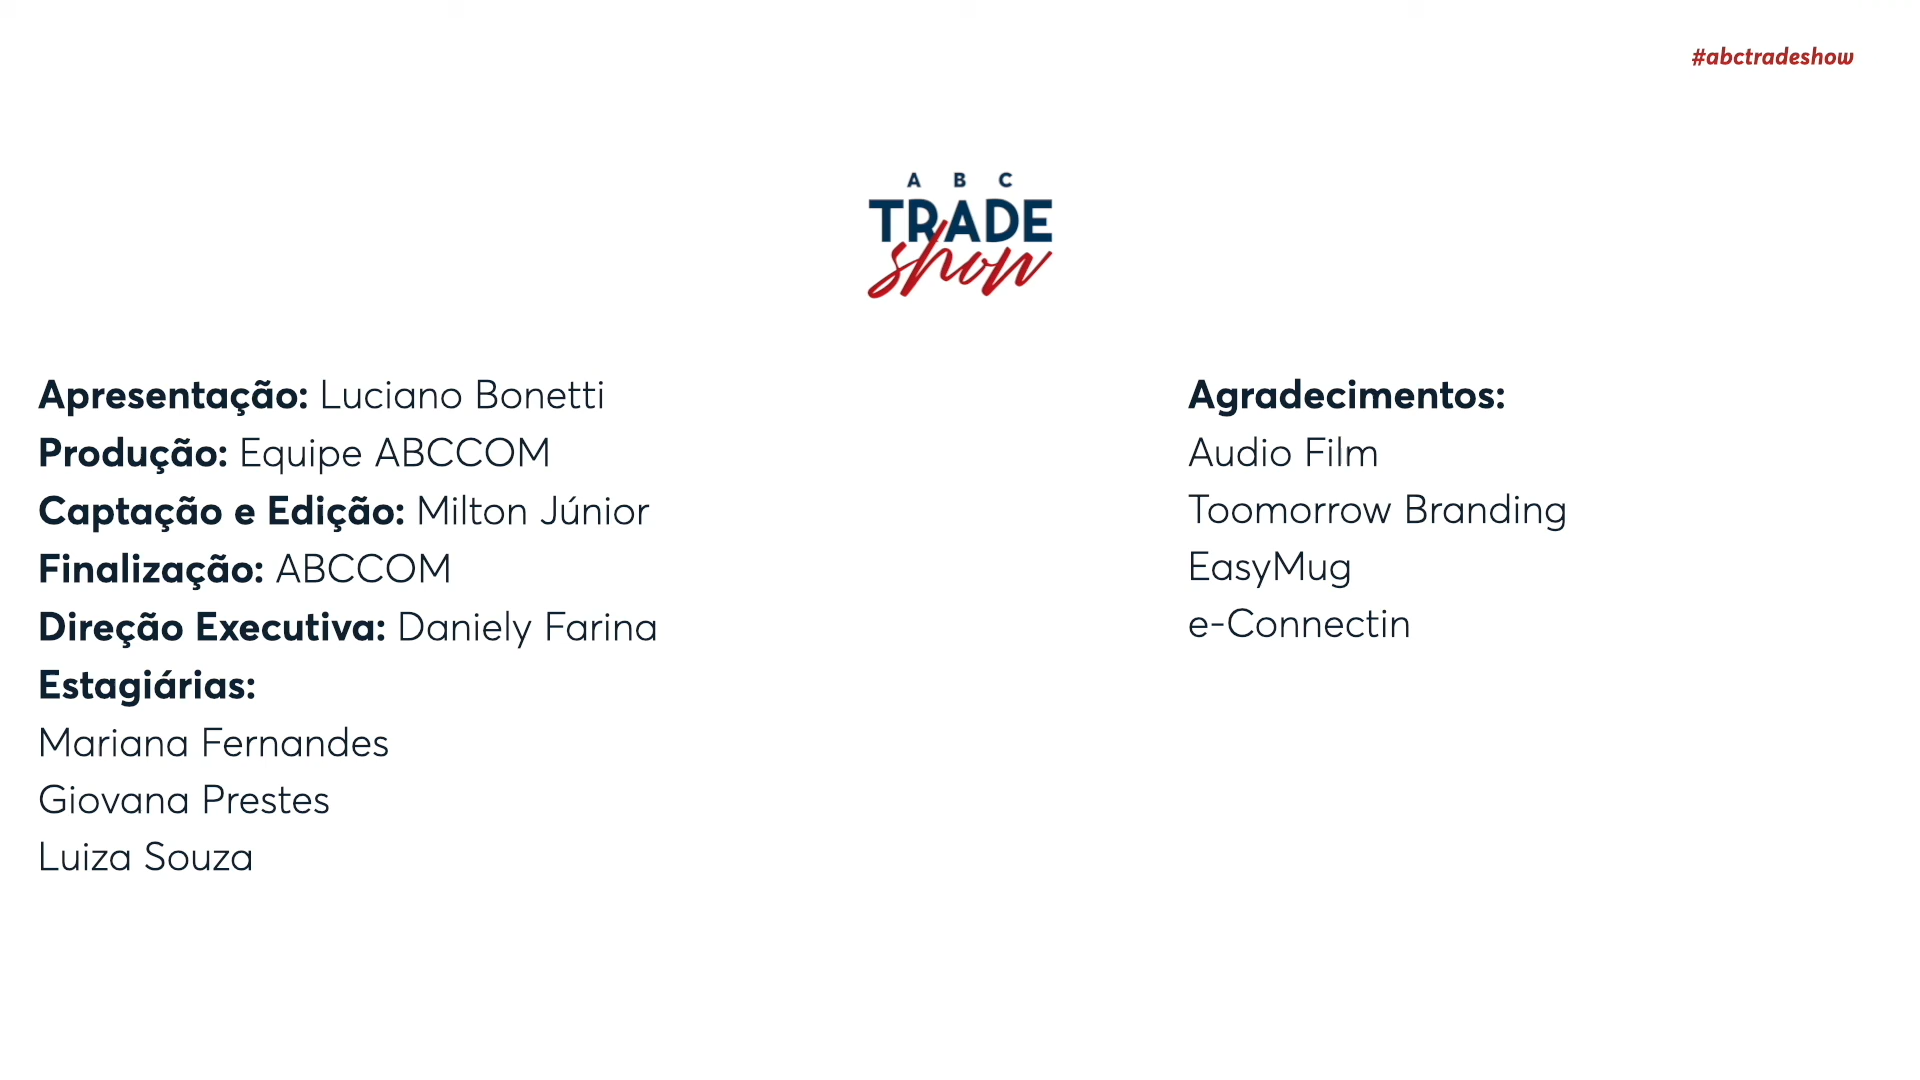 #abctradeshow
A B C
TRADE
show
Apresentação: Luciano Bonetti
Produção: Equipe ABCCOM
Captação e Edição: Milton Júnior
Finalização: ABCCOM
Direção Executiva: Daniely Farina
Estagiárias:
Mariana Fernandes
Giovana Prestes
Luiza Souza
Agradecimentos:
Audio Film
Toomorrow Branding
EasyMug
e-Connectin